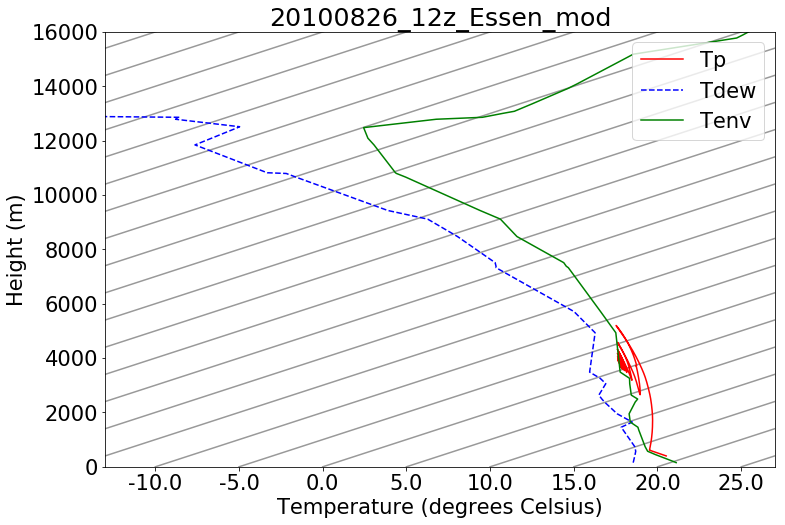 20100826_12z_Essen_mod
16000
14000
12000
10000
8000
6000
4000
2000
0
Height (m)
Tp
Tdew
Tenv
-10.0 -5.0 0.0 5.0 10.0 15.0 20.0 25.0
Temperature (degrees Celsius)